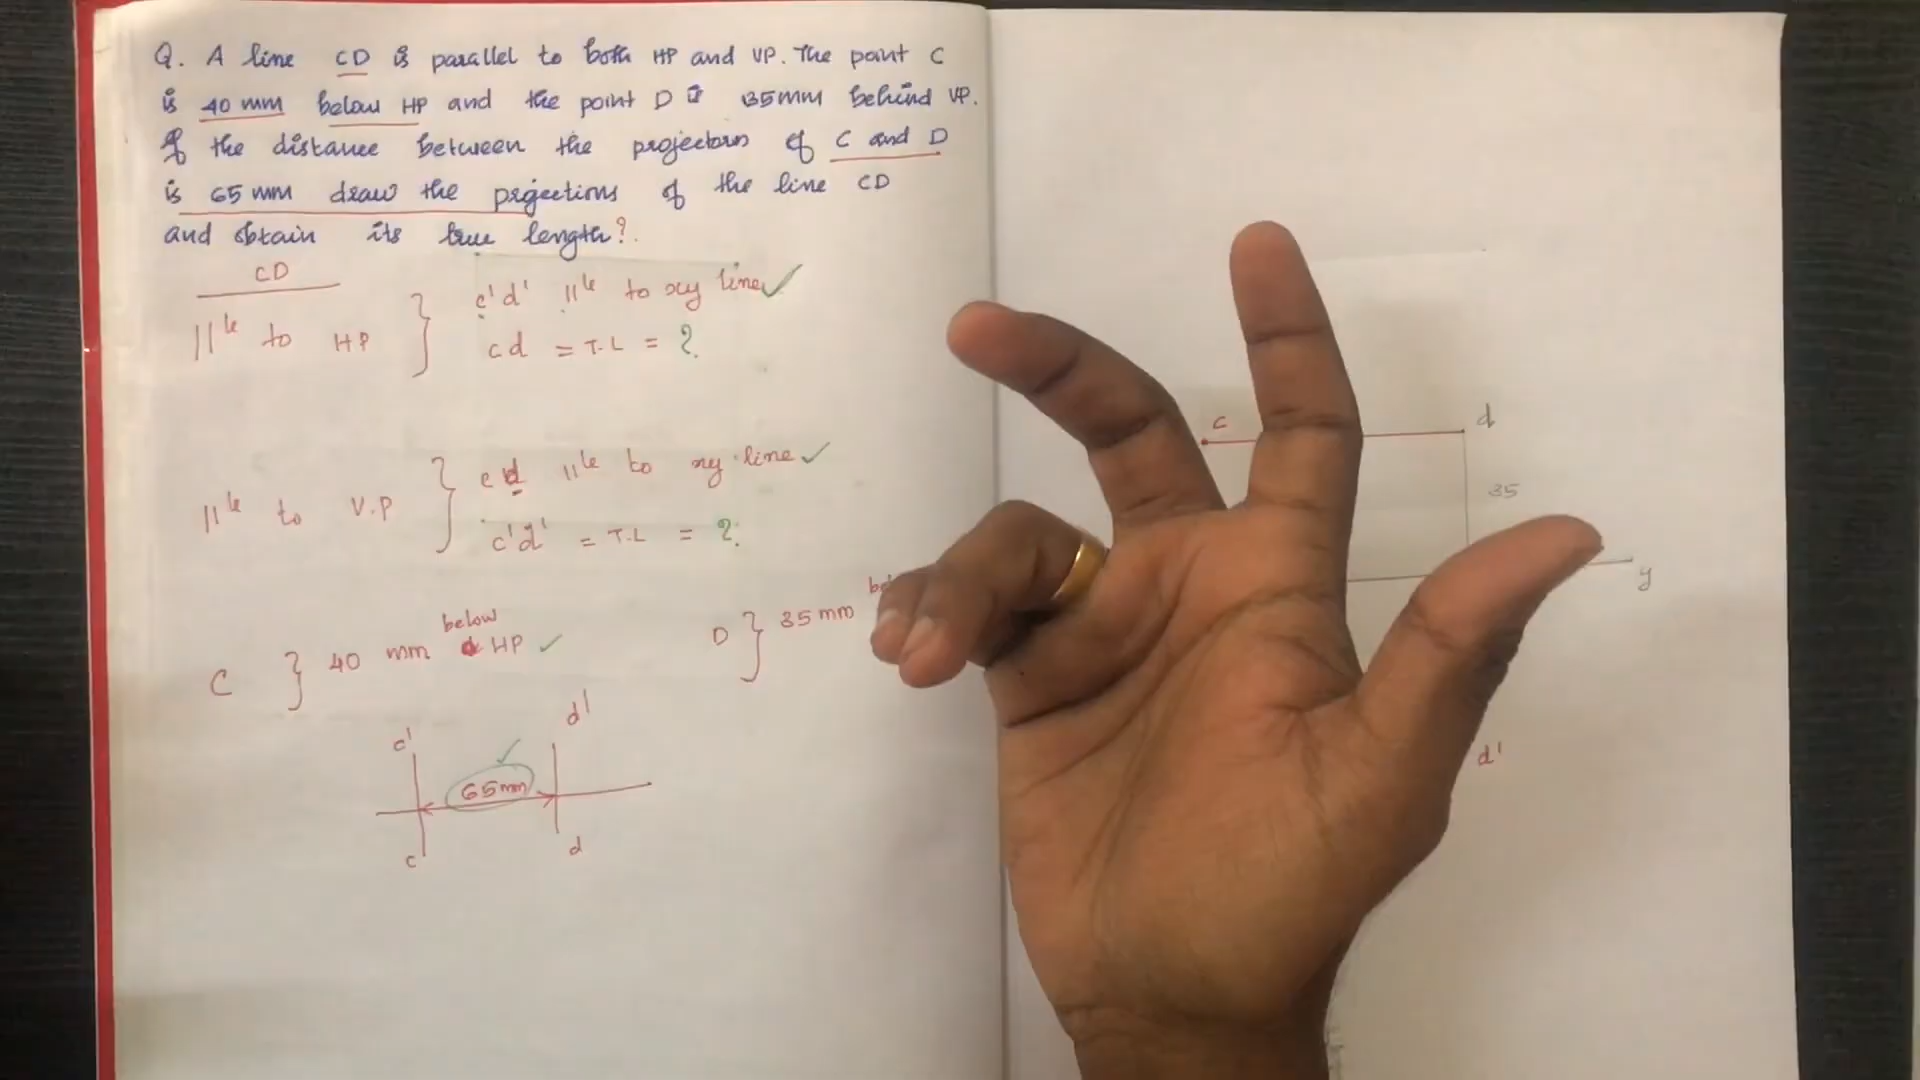 Q. A line CD is parallel to both HP and VP. The point C
is 40 mm below HP and the point D is 35mm behind VP.
If the distance between the projectors of C and D
is 65 mm draw the projections of the line CD
and obtain its true length?.
CD
||le to HP } c'd' ||le to xy line ✓
cd = T.L = ?.
||le to V.P } cd ||le to xy line ✓
c'd' = T.L = ?.
C } 40 mm below HP ✓
D } 35 mm
c' d'
65mm ✓
c d
c d
35
y
d'